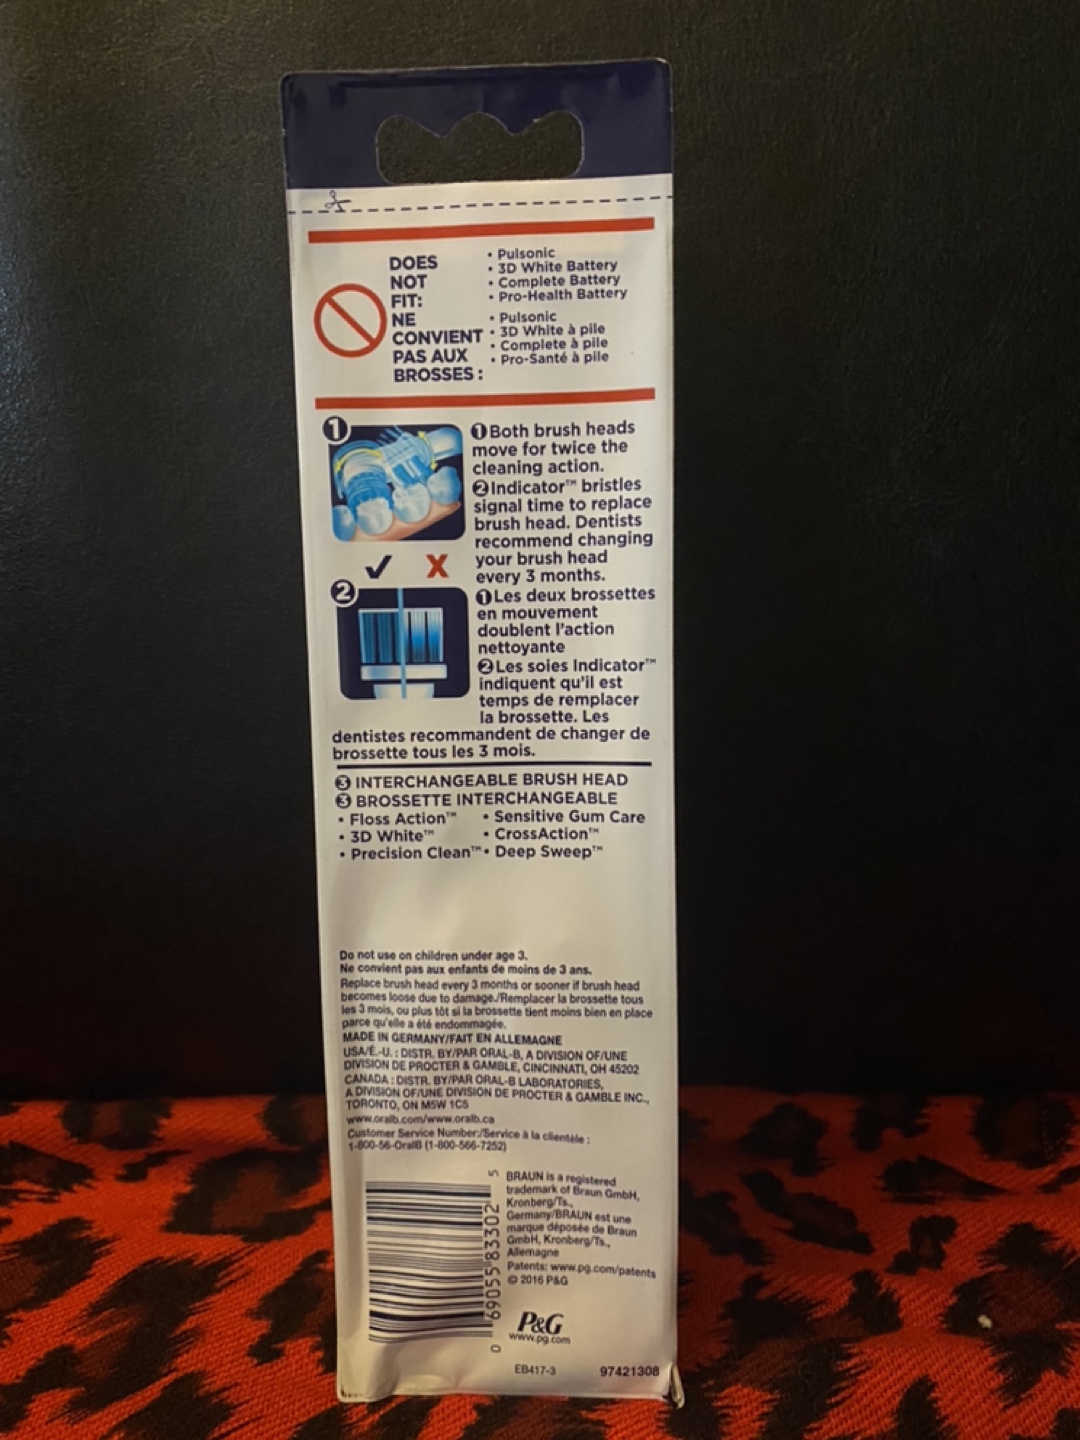 DOES
NOT
FIT:
• Pulsonic
• 3D White Battery
• Complete Battery
• Pro-Health Battery
NE
CONVIENT
PAS AUX
BROSSES :
• Pulsonic
• 3D White à pile
• Complete à pile
• Pro-Santé à pile
1
1 Both brush heads
move for twice the
cleaning action.
2 Indicator™ bristles
signal time to replace
brush head. Dentists
recommend changing
your brush head
every 3 months.
✓ X
2
1 Les deux brossettes
en mouvement
doublent l'action
nettoyante
2 Les soies Indicator™
indiquent qu'il est
temps de remplacer
la brossette. Les
dentistes recommandent de changer de
brossette tous les 3 mois.
3 INTERCHANGEABLE BRUSH HEAD
3 BROSSETTE INTERCHANGEABLE
• Floss Action™ • Sensitive Gum Care
• 3D White™ • CrossAction™
• Precision Clean™ • Deep Sweep™
Do not use on children under age 3.
Ne convient pas aux enfants de moins de 3 ans.
Replace brush head every 3 months or sooner if brush head
becomes loose due to damage./Remplacer la brossette tous
les 3 mois, ou plus tôt si la brossette tient moins bien en place
parce qu'elle a été endommagée.
MADE IN GERMANY/FAIT EN ALLEMAGNE
USA/É.-U. : DISTR. BY/PAR ORAL-B, A DIVISION OF/UNE
DIVISION DE PROCTER & GAMBLE, CINCINNATI, OH 45202
CANADA : DISTR. BY/PAR ORAL-B LABORATORIES,
A DIVISION OF/UNE DIVISION DE PROCTER & GAMBLE INC.,
TORONTO, ON M5W 1C5
www.oralb.com/www.oralb.ca
Customer Service Number:/Service à la clientèle :
1-800-56-OralB (1-800-566-7252)
0 69055 83302 5
BRAUN is a registered
trademark of Braun GmbH,
Kronberg/Ts.,
Germany/BRAUN est une
marque déposée de Braun
GmbH, Kronberg/Ts.,
Allemagne
Patents: www.pg.com/patents
© 2016 P&G
P&G
www.pg.com
EB417-3 97421308